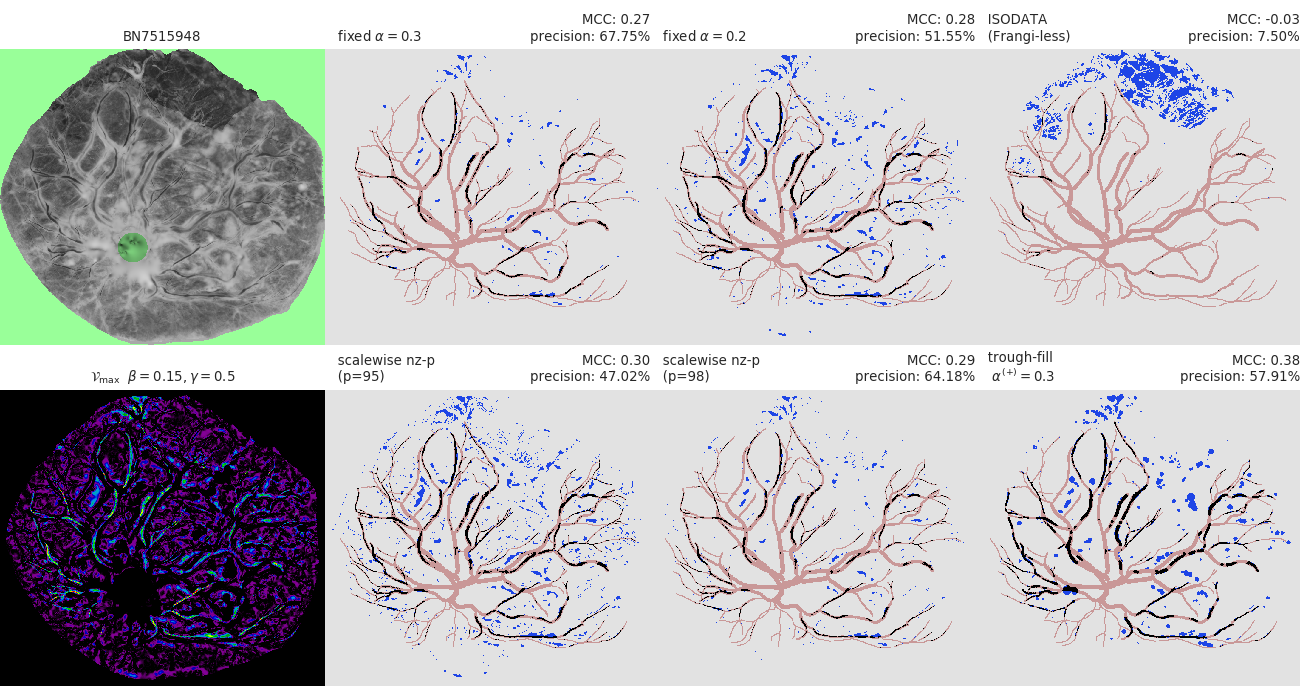 BN7515948
fixed α = 0.3
MCC: 0.27
precision: 67.75%
fixed α = 0.2
MCC: 0.28
precision: 51.55%
ISODATA
(Frangi-less)
MCC: -0.03
precision: 7.50%
𝒱max β = 0.15, γ = 0.5
scalewise nz-p
(p=95)
MCC: 0.30
precision: 47.02%
scalewise nz-p
(p=98)
MCC: 0.29
precision: 64.18%
trough-fill
α(+) = 0.3
MCC: 0.38
precision: 57.91%